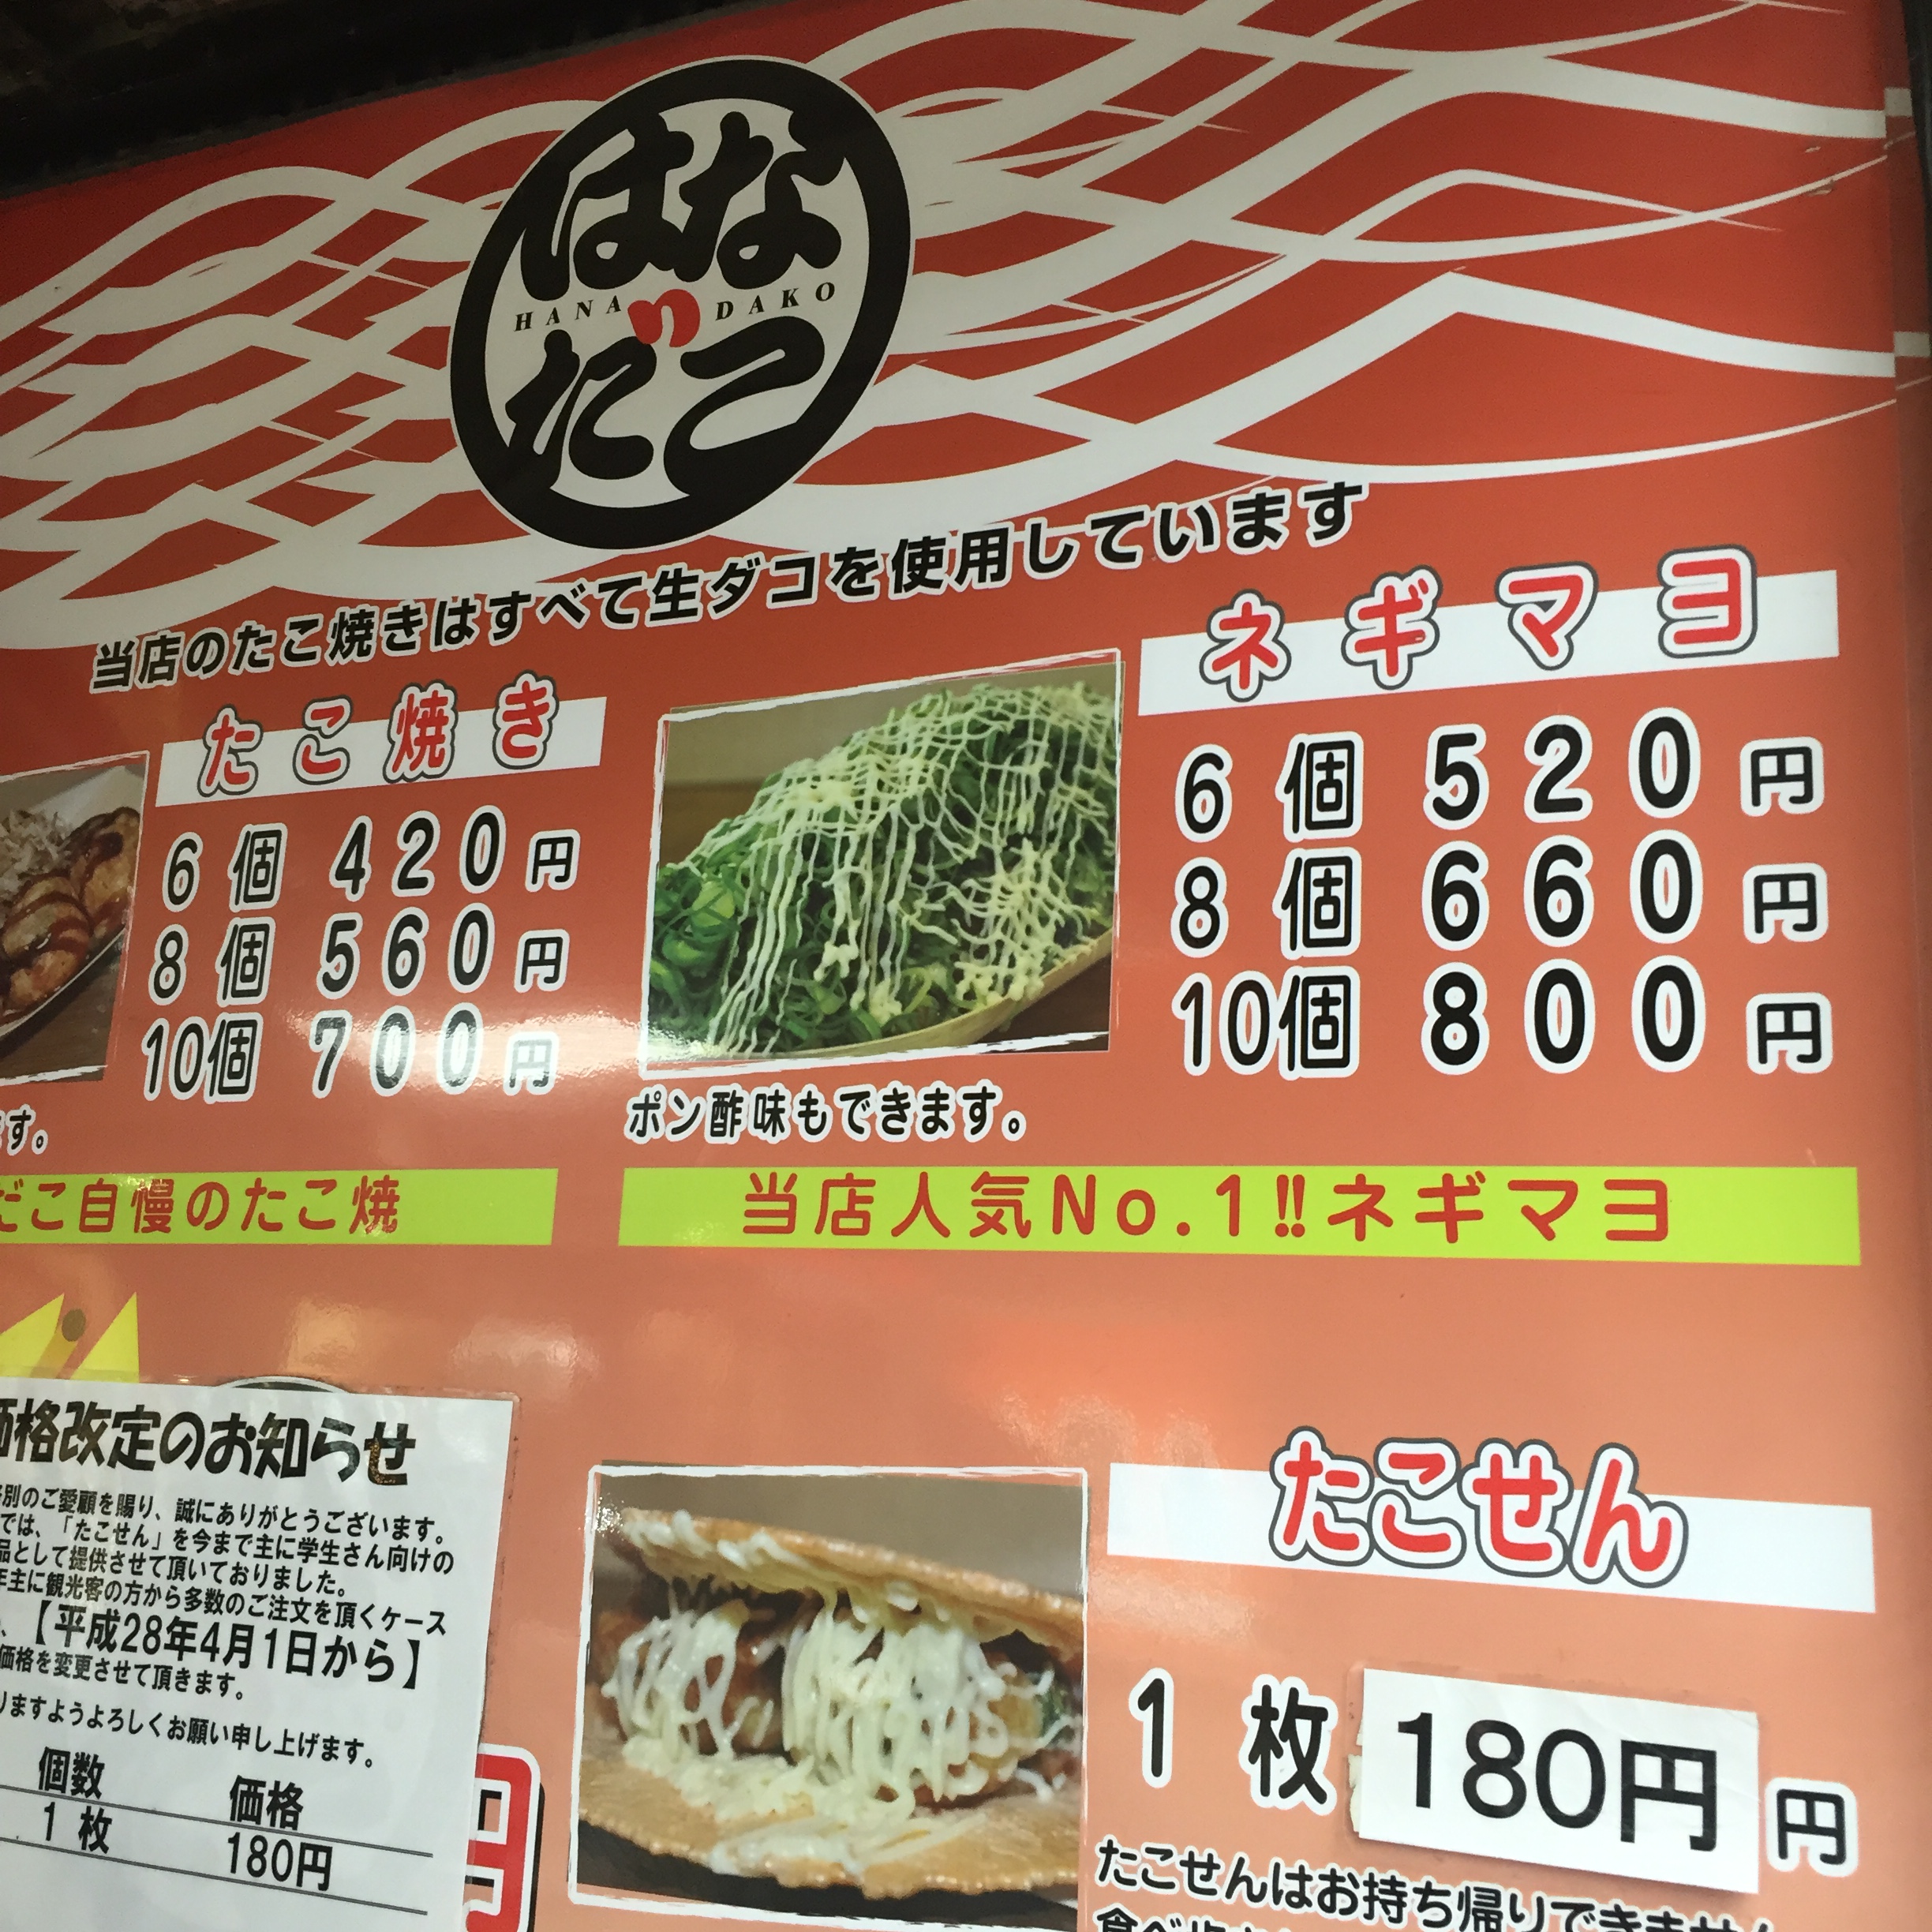 はな
HANA DAKO
だこ
当店のたこ焼きはすべて生ダコを使用しています
たこ焼き
6個 420円
8個 560円
10個 700円
ます。
ネギマヨ
6個 520円
8個 660円
10個 800円
ポン酢味もできます。
だこ自慢のたこ焼
当店人気No.1!!ネギマヨ
価格改定のお知らせ
別のご愛顧を賜り、誠にありがとうございます。
では、「たこせん」を今まで主に学生さん向けの
品として提供させて頂いておりました。
年主に観光客の方から多数のご注文を頂くケース
、【平成28年4月1日から】
価格を変更させて頂きます。
りますようよろしくお願い申し上げます。
個数 価格
1枚 180円
円
たこせん
1枚 180円 円
たこせんはお持ち帰りできません
食べ歩き